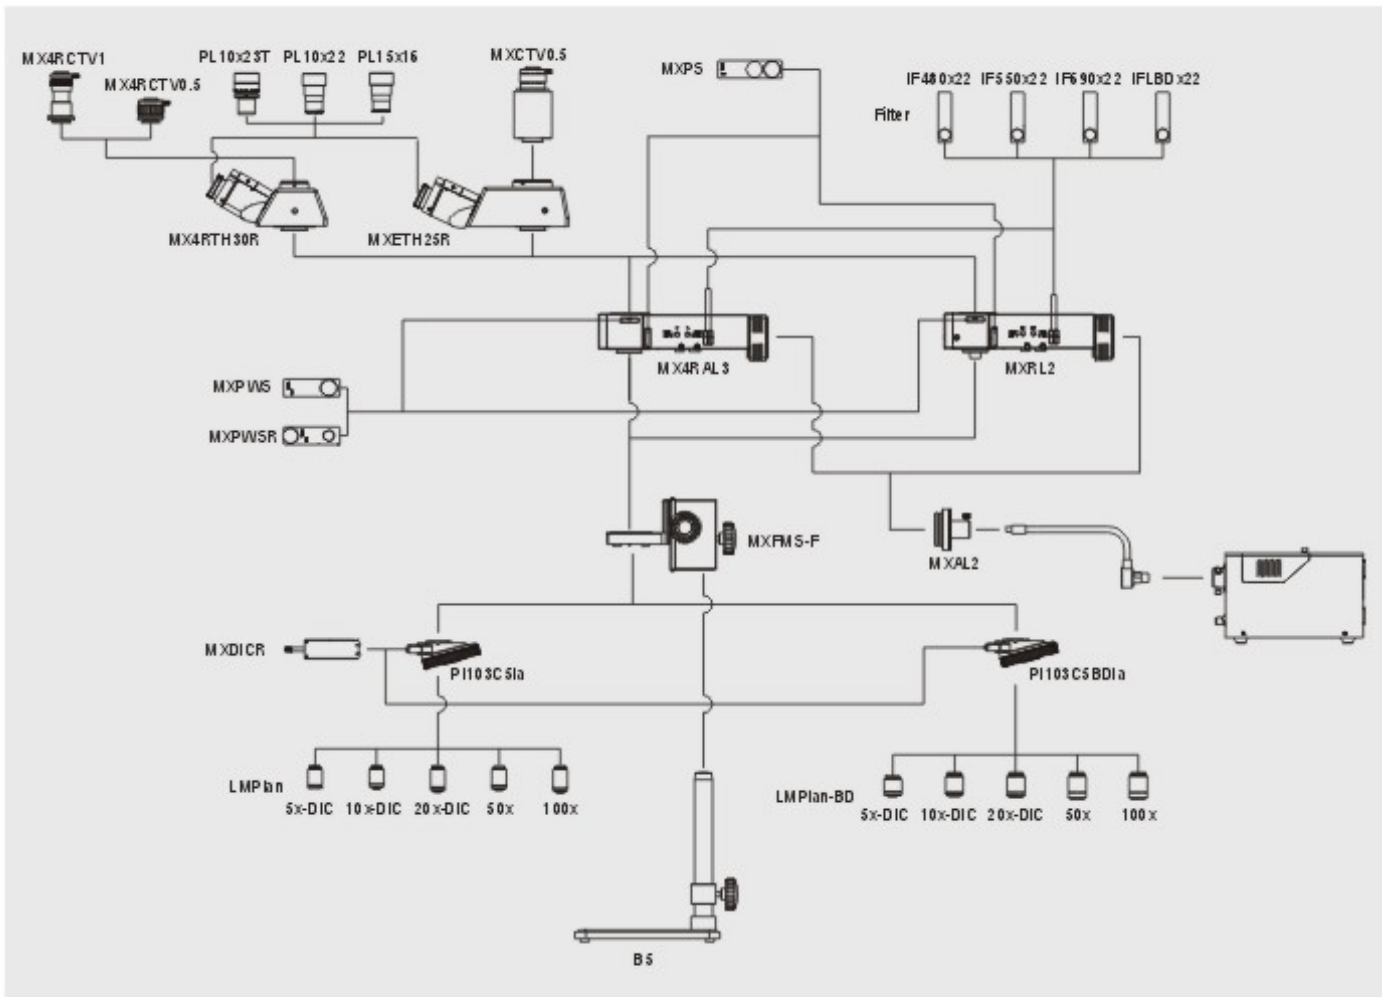 MX4RCTV1
PL10x23T
PL10x22
PL15x16
MXCTV0.5
MXPS
IF480x22
IF550x22
IF690x22
IFLBDx22
MX4RCTV0.5
Fitter
MX4RTH30R
MXETH25R
MX4RAL3
MXRL2
MXPWS
MXPWSR
MXFMS-F
MXAL2
MXDICR
PI103C5Ia
PI103C5BDIa
LMPlan
5x-DIC
10x-DIC
20x-DIC
50x
100x
LMPlan-BD
5x-DIC
10x-DIC
20x-DIC
50x
100x
B5